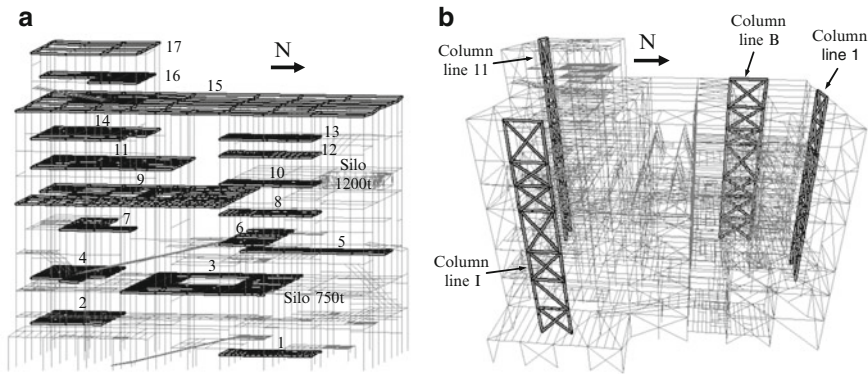 a
N
17
16
15
14
13
12
11
Silo
1200t
10
9
8
7
6
5
4
3
Silo 750t
2
1
b
N
Column
line 11
Column
line B
Column
line 1
Column
line I